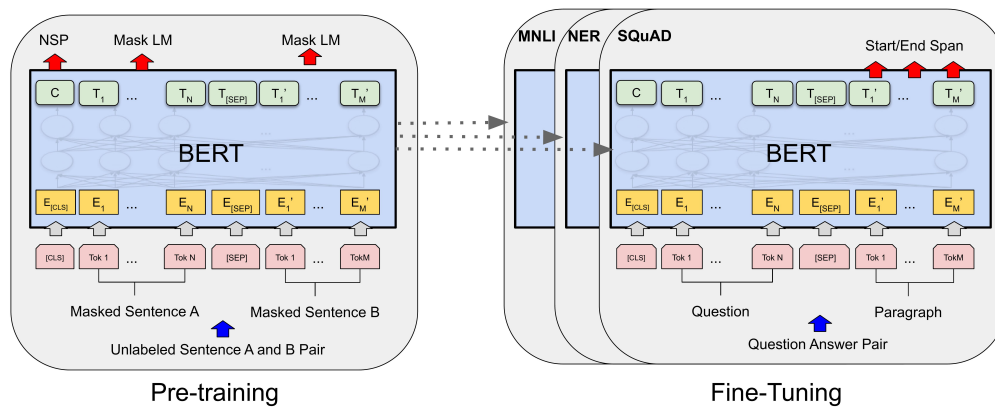 NSP Mask LM Mask LM
C T1 ... TN T[SEP] T1' ... TM'
...
...
BERT
E[CLS] E1 ... EN E[SEP] E1' ... EM'
[CLS] Tok 1 ... Tok N [SEP] Tok 1 ... TokM
Masked Sentence A Masked Sentence B
Unlabeled Sentence A and B Pair
Pre-training
MNLI NER SQuAD
Start/End Span
C T1 ... TN T[SEP] T1' ... TM'
...
...
BERT
E[CLS] E1 ... EN E[SEP] E1' ... EM'
[CLS] Tok 1 ... Tok N [SEP] Tok 1 ... TokM
Question Paragraph
Question Answer Pair
Fine-Tuning